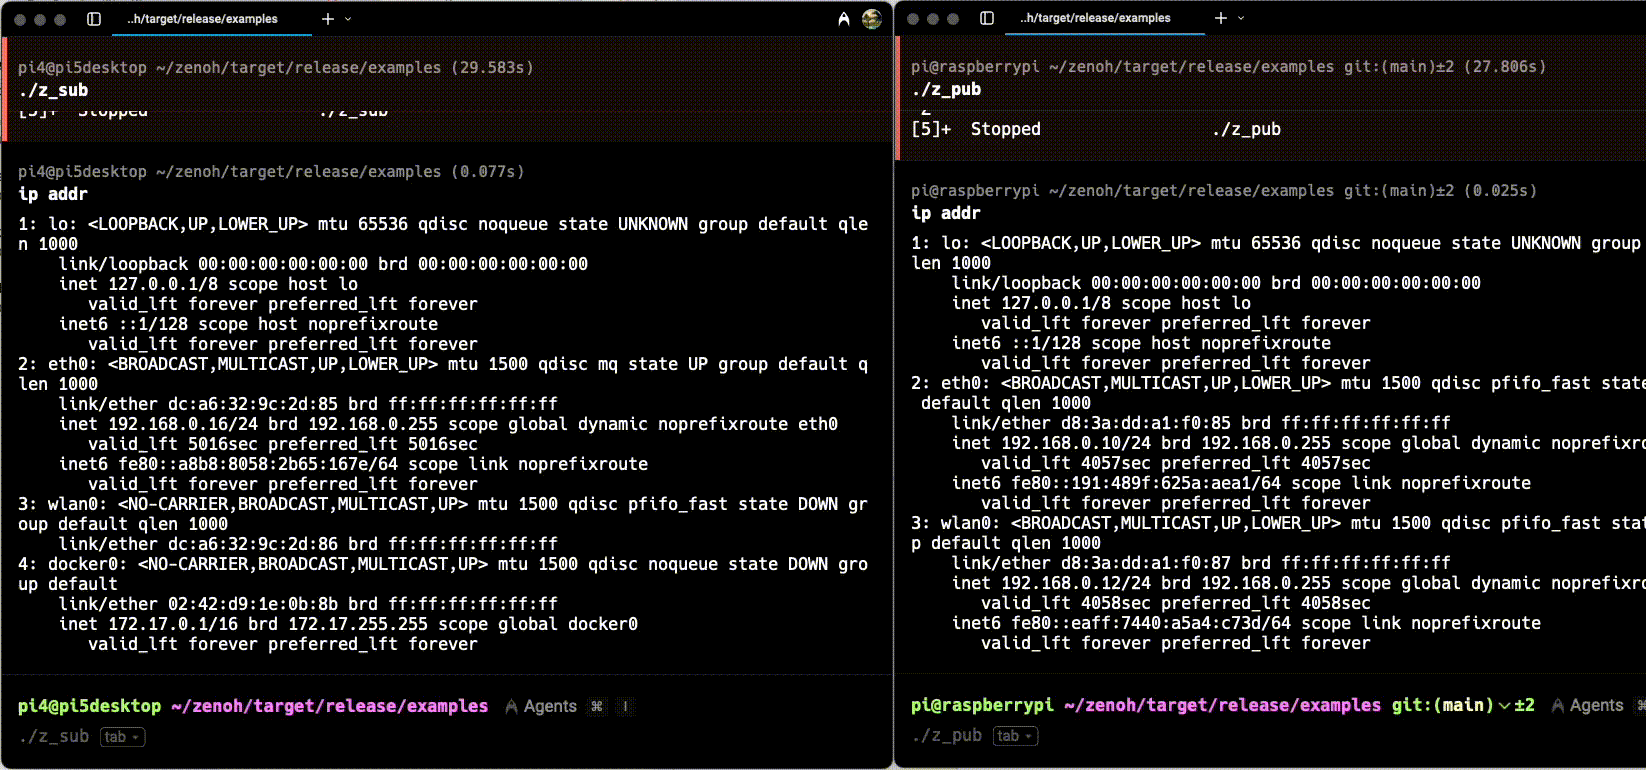 ..h/target/release/examples
pi4@pi5desktop ~/zenoh/target/release/examples (29.583s)
./z_sub
[5]+  Stopped                 ./z_sub
pi4@pi5desktop ~/zenoh/target/release/examples (0.077s)
ip addr
1: lo: <LOOPBACK,UP,LOWER_UP> mtu 65536 qdisc noqueue state UNKNOWN group default qle
n 1000
    link/loopback 00:00:00:00:00:00 brd 00:00:00:00:00:00
    inet 127.0.0.1/8 scope host lo
       valid_lft forever preferred_lft forever
    inet6 ::1/128 scope host noprefixroute
       valid_lft forever preferred_lft forever
2: eth0: <BROADCAST,MULTICAST,UP,LOWER_UP> mtu 1500 qdisc mq state UP group default q
len 1000
    link/ether dc:a6:32:9c:2d:85 brd ff:ff:ff:ff:ff:ff
    inet 192.168.0.16/24 brd 192.168.0.255 scope global dynamic noprefixroute eth0
       valid_lft 5016sec preferred_lft 5016sec
    inet6 fe80::a8b8:8058:2b65:167e/64 scope link noprefixroute
       valid_lft forever preferred_lft forever
3: wlan0: <NO-CARRIER,BROADCAST,MULTICAST,UP> mtu 1500 qdisc pfifo_fast state DOWN gr
oup default qlen 1000
    link/ether dc:a6:32:9c:2d:86 brd ff:ff:ff:ff:ff:ff
4: docker0: <NO-CARRIER,BROADCAST,MULTICAST,UP> mtu 1500 qdisc noqueue state DOWN gro
up default
    link/ether 02:42:d9:1e:0b:8b brd ff:ff:ff:ff:ff:ff
    inet 172.17.0.1/16 brd 172.17.255.255 scope global docker0
       valid_lft forever preferred_lft forever
pi4@pi5desktop ~/zenoh/target/release/examples Agents ⌘ I
./z_sub tab
..h/target/release/examples
pi@raspberrypi ~/zenoh/target/release/examples git:(main)±2 (27.806s)
./z_pub
[5]+  Stopped                 ./z_pub
pi@raspberrypi ~/zenoh/target/release/examples git:(main)±2 (0.025s)
ip addr
1: lo: <LOOPBACK,UP,LOWER_UP> mtu 65536 qdisc noqueue state UNKNOWN group
len 1000
    link/loopback 00:00:00:00:00:00 brd 00:00:00:00:00:00
    inet 127.0.0.1/8 scope host lo
       valid_lft forever preferred_lft forever
    inet6 ::1/128 scope host noprefixroute
       valid_lft forever preferred_lft forever
2: eth0: <BROADCAST,MULTICAST,UP,LOWER_UP> mtu 1500 qdisc pfifo_fast state
 default qlen 1000
    link/ether d8:3a:dd:a1:f0:85 brd ff:ff:ff:ff:ff:ff
    inet 192.168.0.10/24 brd 192.168.0.255 scope global dynamic noprefixro
       valid_lft 4057sec preferred_lft 4057sec
    inet6 fe80::191:489f:625a:aea1/64 scope link noprefixroute
       valid_lft forever preferred_lft forever
3: wlan0: <BROADCAST,MULTICAST,UP,LOWER_UP> mtu 1500 qdisc pfifo_fast stat
p default qlen 1000
    link/ether d8:3a:dd:a1:f0:87 brd ff:ff:ff:ff:ff:ff
    inet 192.168.0.12/24 brd 192.168.0.255 scope global dynamic noprefixro
       valid_lft 4058sec preferred_lft 4058sec
    inet6 fe80::eaff:7440:a5a4:c73d/64 scope link noprefixroute
       valid_lft forever preferred_lft forever
pi@raspberrypi ~/zenoh/target/release/examples git:(main) ±2 Agents ⌘
./z_pub tab